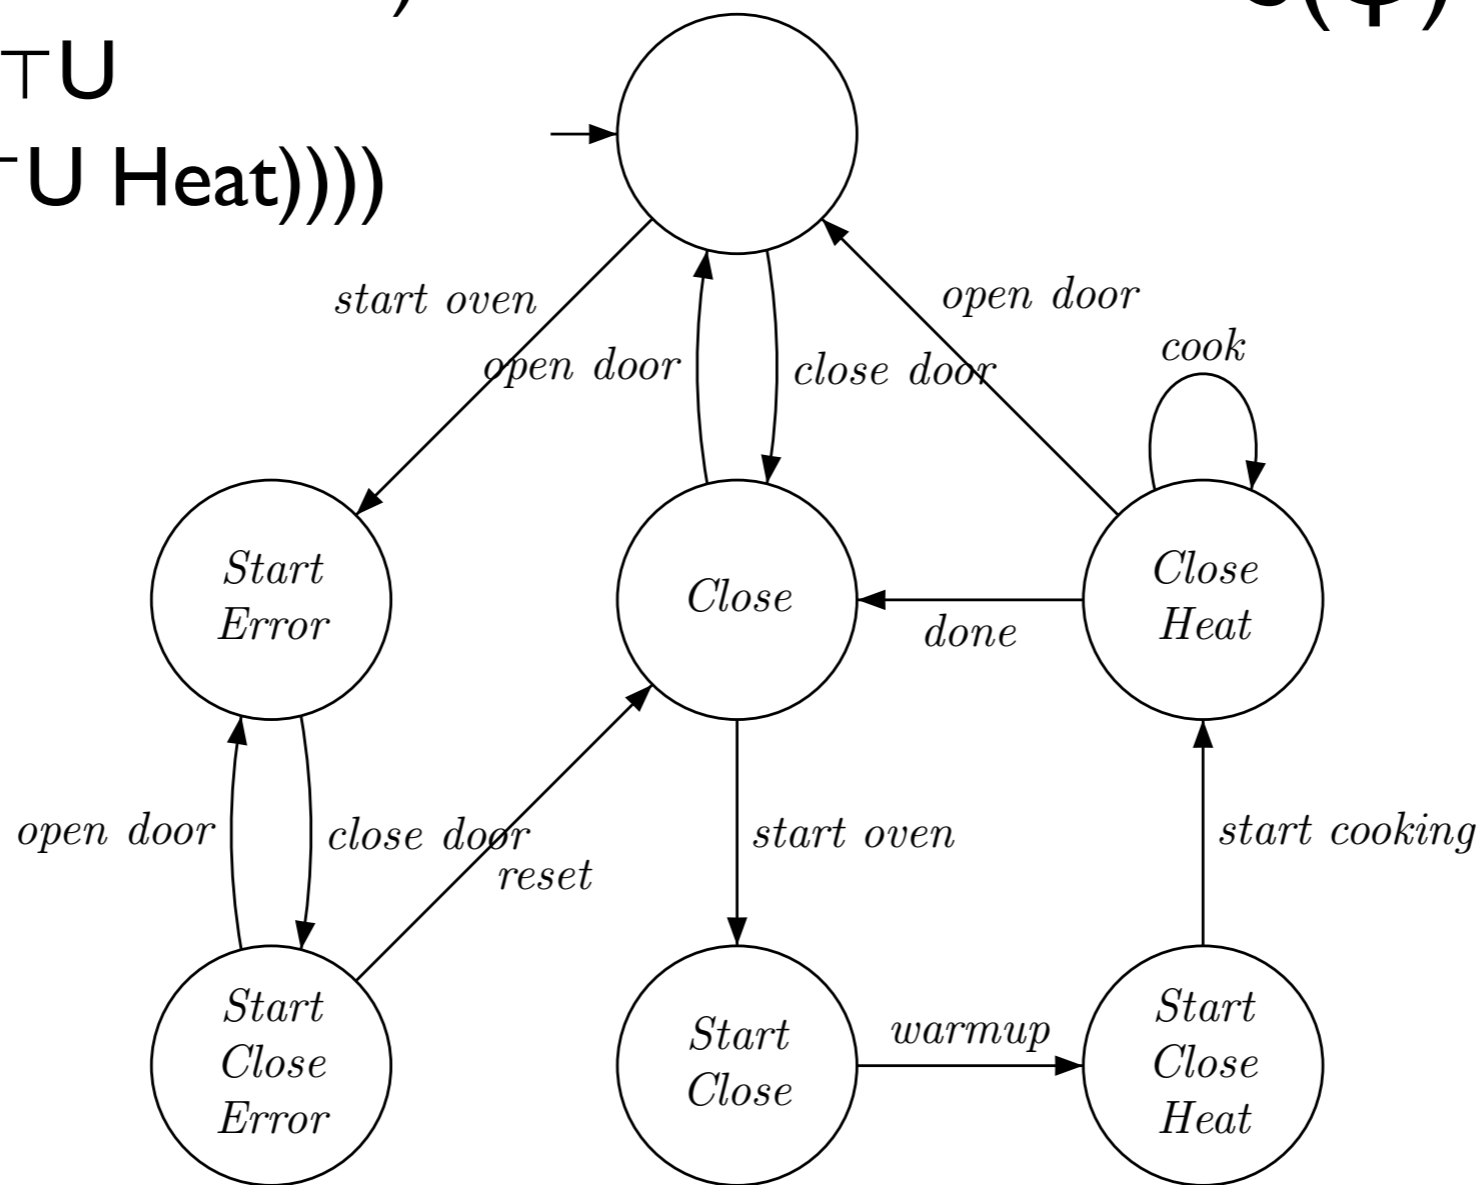 ⊤U
U Heat))))
start oven
open door
open door
close door
cook
Start
Error
Close
Close
Heat
done
open door
close door
reset
start oven
start cooking
Start
Close
Error
Start
Close
warmup
Start
Close
Heat